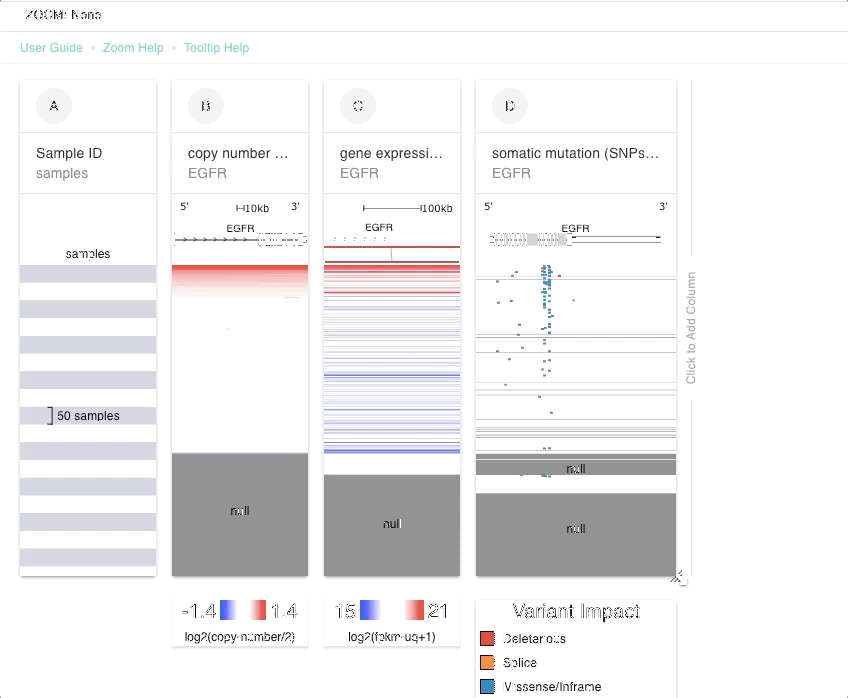 ZOOM: None
User Guide • Zoom Help • Tooltip Help
A
B
C
D
Sample ID
samples
copy number ...
EGFR
gene expressi...
EGFR
somatic mutation (SNPs...
EGFR
5' 10kb 3'
EGFR
100kb
EGFR
5' 3'
EGFR
samples
50 samples
null
null
null
null
Click to Add Column
-1.4 1.4
log2(copy-number/2)
15 21
log2(fpkm-uq+1)
Variant Impact
Deleterious
Splice
Missense/Inframe